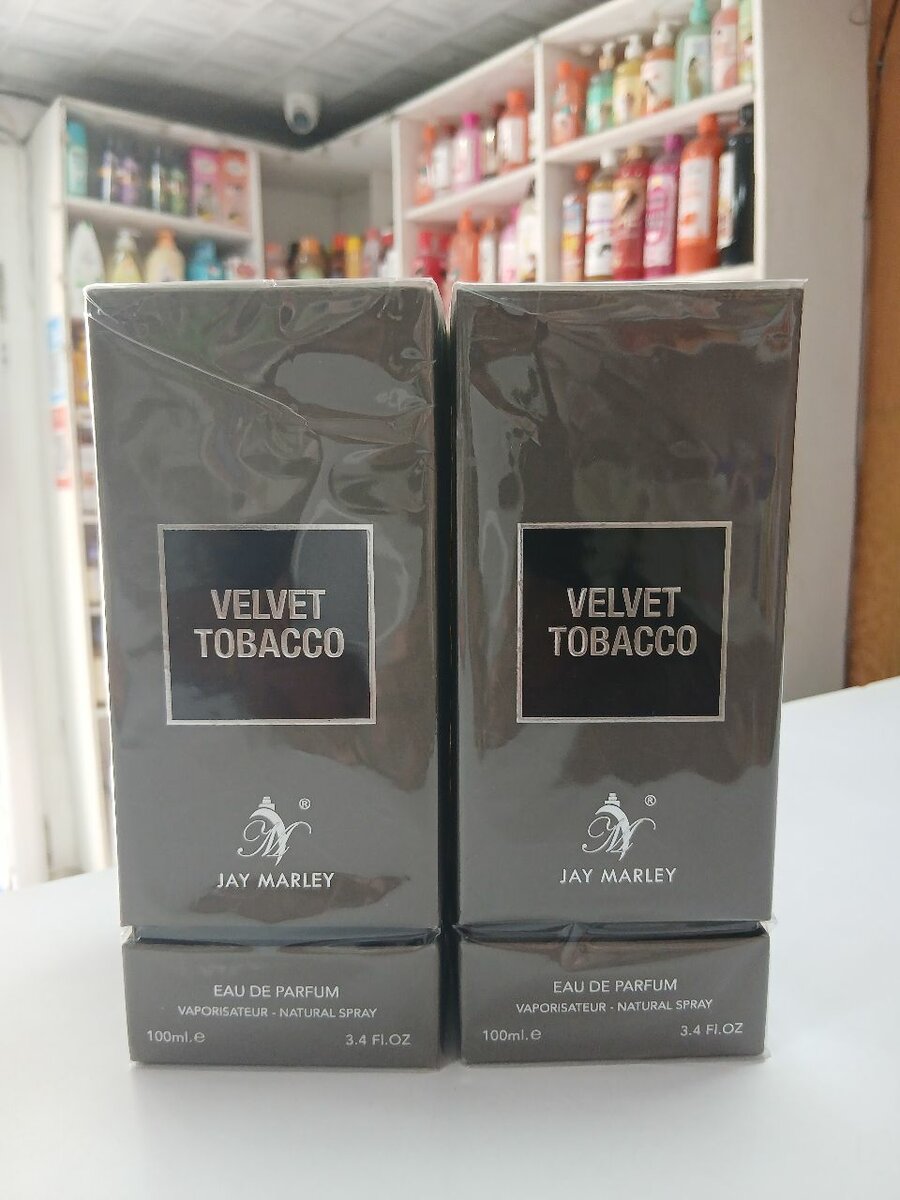 VELVET
TOBACCO
®
JAY MARLEY
EAU DE PARFUM
VAPORISATEUR - NATURAL SPRAY
100ml.℮ 3.4 Fl.OZ
VELVET
TOBACCO
®
JAY MARLEY
EAU DE PARFUM
VAPORISATEUR - NATURAL SPRAY
100ml.℮ 3.4 Fl.OZ